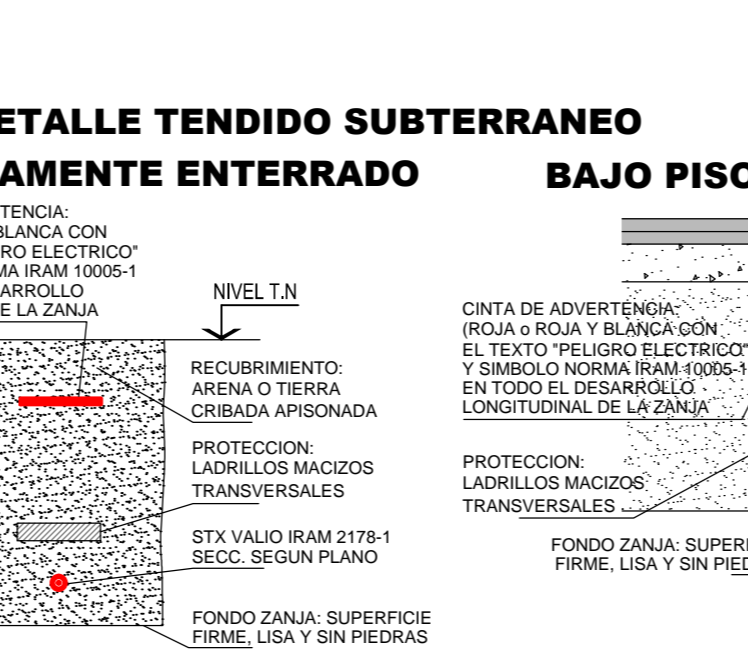 ETALLE TENDIDO SUBTERRANEO
AMENTE ENTERRADO
BAJO PISO
TENCIA:
BLANCA CON
RO ELECTRICO"
MA IRAM 10005-1
ARROLLO
E LA ZANJA
NIVEL T.N
RECUBRIMIENTO:
ARENA O TIERRA
CRIBADA APISONADA
PROTECCION:
LADRILLOS MACIZOS
TRANSVERSALES
STX VALIO IRAM 2178-1
SECC. SEGUN PLANO
FONDO ZANJA: SUPERFICIE
FIRME, LISA Y SIN PIEDRAS
CINTA DE ADVERTENCIA:
(ROJA o ROJA Y BLANCA CON
EL TEXTO "PELIGRO ELECTRICO"
Y SIMBOLO NORMA IRAM 10005-1
EN TODO EL DESARROLLO
LONGITUDINAL DE LA ZANJA
PROTECCION:
LADRILLOS MACIZOS
TRANSVERSALES
FONDO ZANJA: SUPERF
FIRME, LISA Y SIN PIED